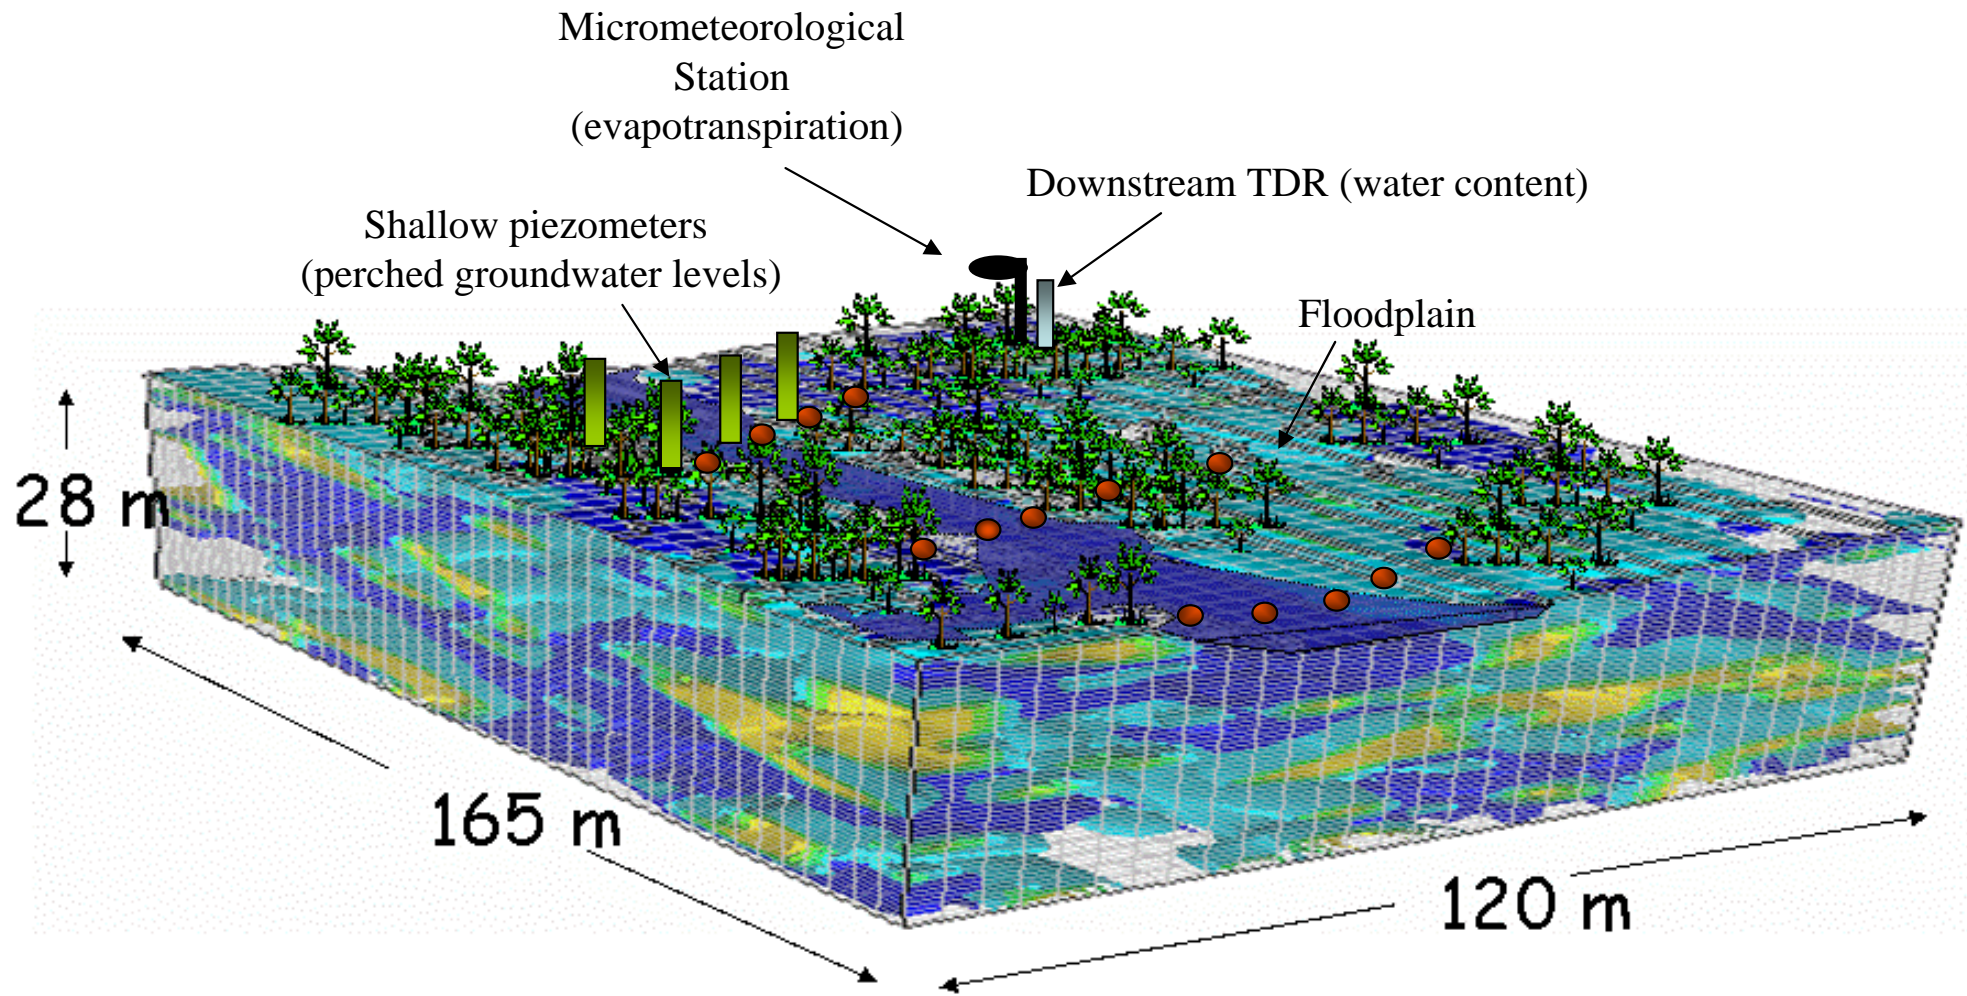 Micrometeorological
Station
(evapotranspiration)
Downstream TDR (water content)
Shallow piezometers
(perched groundwater levels)
Floodplain
28 m
165 m
120 m